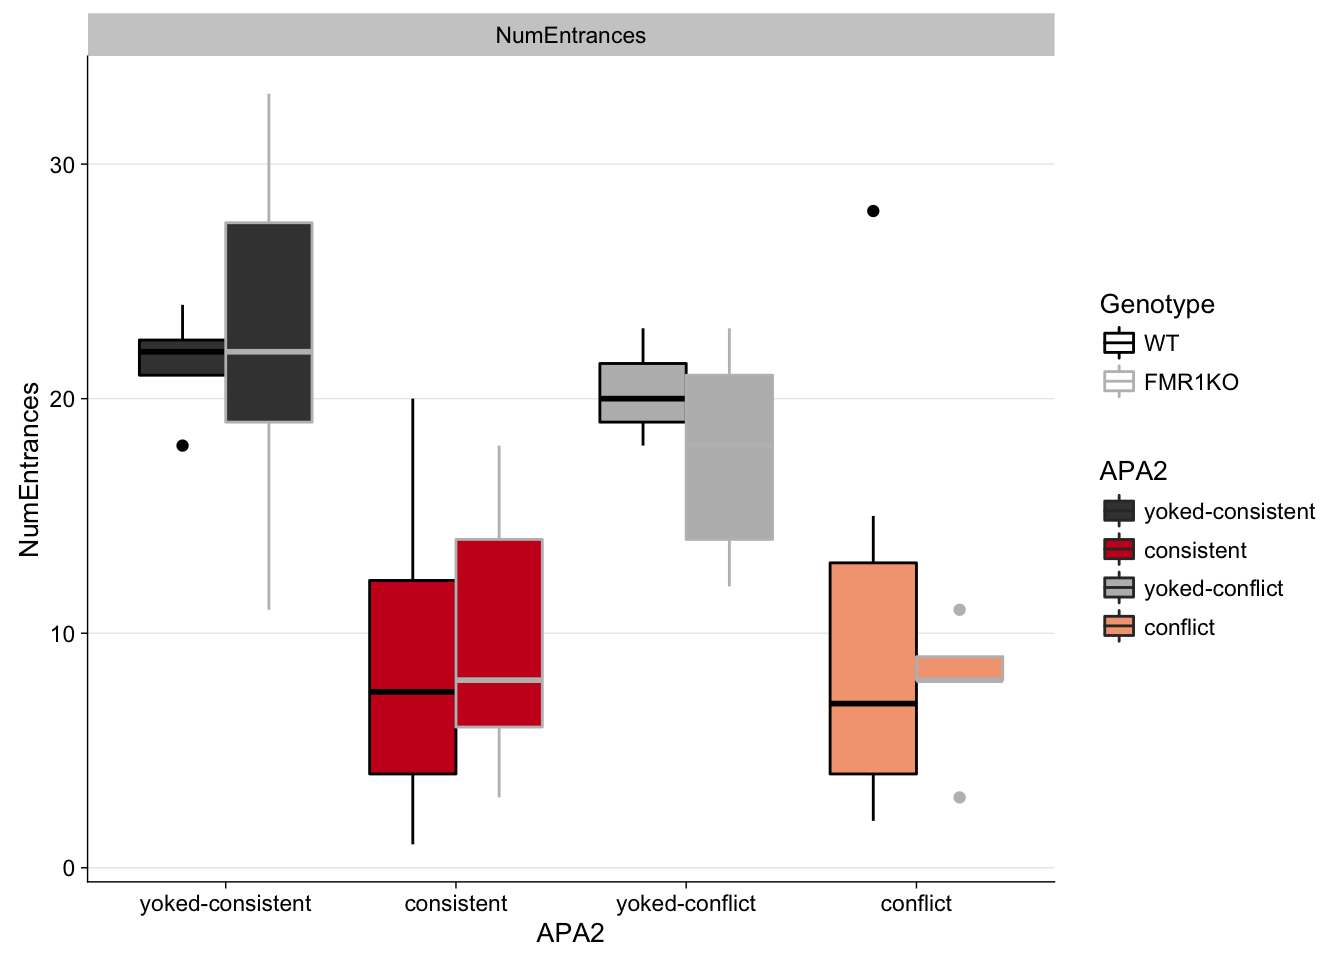 NumEntrances
NumEntrances
30
20
10
0
yoked-consistent
consistent
yoked-conflict
conflict
APA2
Genotype
WT
FMR1KO
APA2
yoked-consistent
consistent
yoked-conflict
conflict